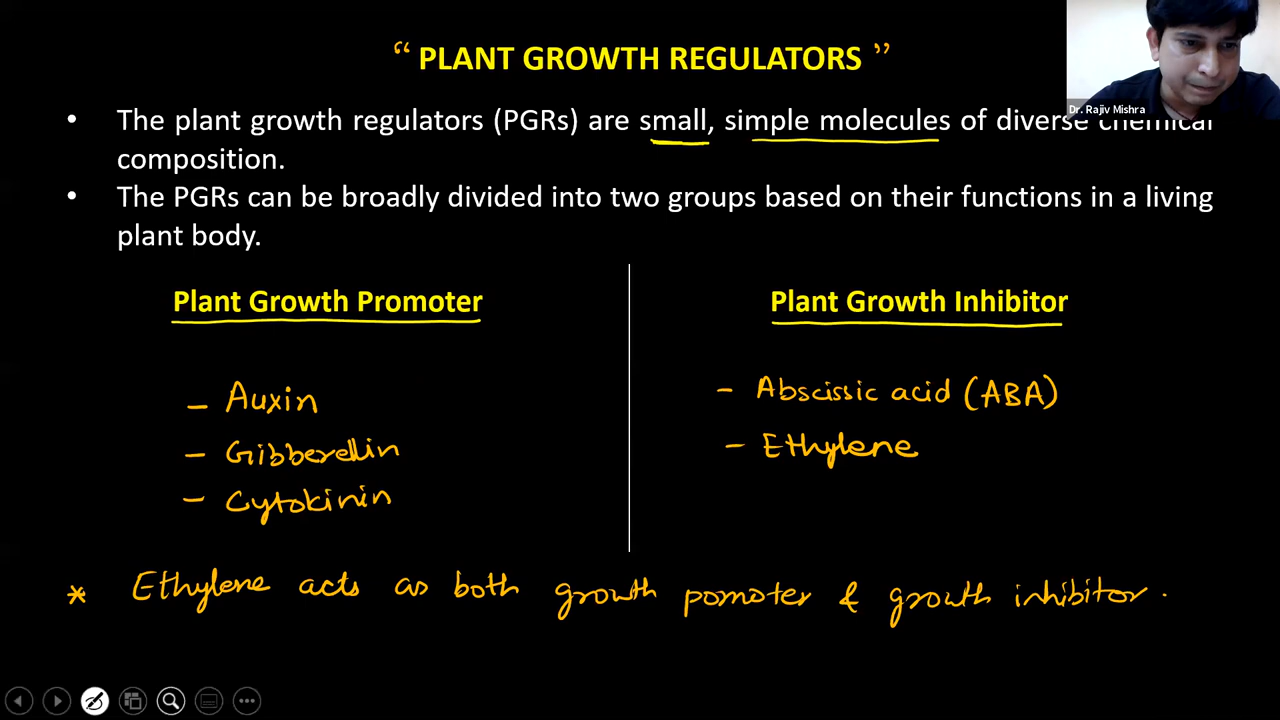 “ PLANT GROWTH REGULATORS ”
Dr. Rajiv Mishra
• The plant growth regulators (PGRs) are small, simple molecules of diverse chemical
composition.
• The PGRs can be broadly divided into two groups based on their functions in a living
plant body.
Plant Growth Promoter
– Auxin
– Gibberellin
– Cytokinin
Plant Growth Inhibitor
– Abscissic acid (ABA)
– Ethylene
* Ethylene acts as both growth pomoter & growth inhibitor.